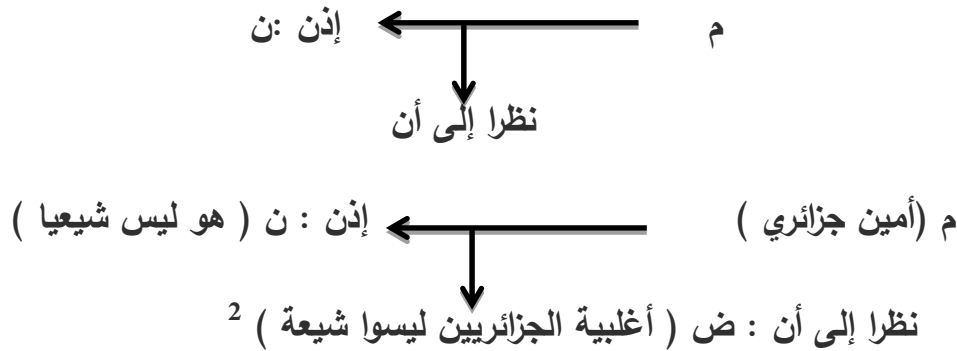 م إذن :ن
نظرا إلى أن
م (أمين جزائري ) إذن : ن ( هو ليس شيعيا )
نظرا إلى أن : ض ( أغلبية الجزائريين ليسوا شيعة ) 2